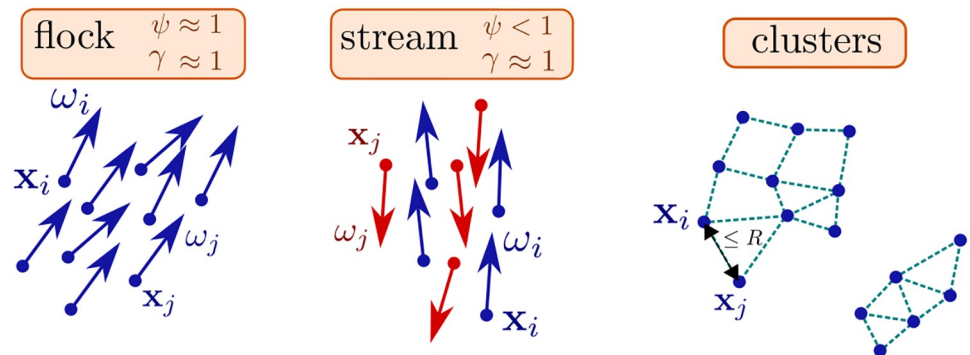 flock ψ ≈ 1
γ ≈ 1
ω_i
x_i
ω_j
x_j
stream ψ < 1
γ ≈ 1
x_j
ω_j
ω_i
x_i
clusters
x_i
≤ R
x_j